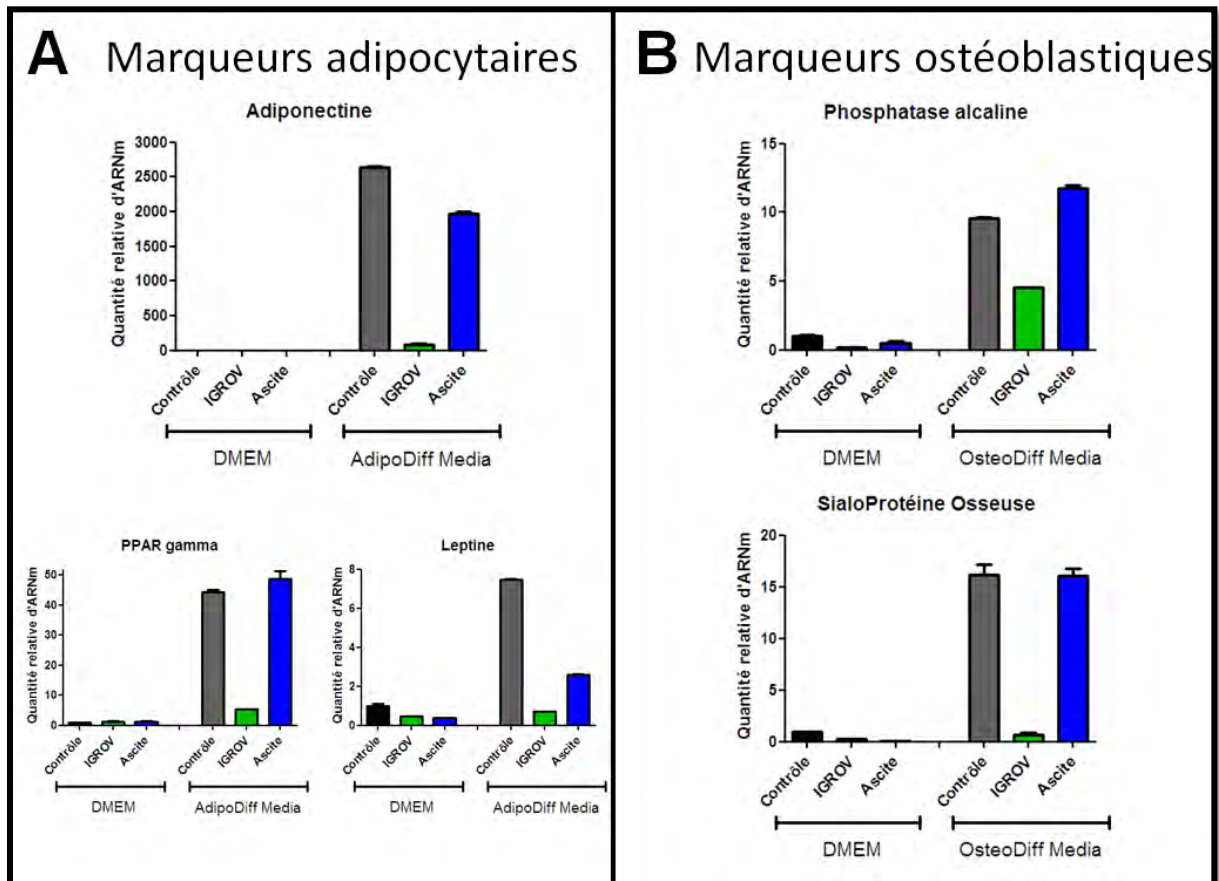 A Marqueurs adipocytaires
Adiponectine
Quantité relative d'ARNm
3000
2500
2000
1500
1000
500
0
Contrôle IGROV Ascite Contrôle IGROV Ascite
DMEM AdipoDiff Media
PPAR gamma
Quantité relative d'ARNm
50
40
30
20
10
0
Contrôle IGROV Ascite Contrôle IGROV Ascite
DMEM AdipoDiff Media
Leptine
Quantité relative d'ARNm
8
6
4
2
0
Contrôle IGROV Ascite Contrôle IGROV Ascite
DMEM AdipoDiff Media
B Marqueurs ostéoblastiques
Phosphatase alcaline
Quantité relative d'ARNm
15
10
5
0
Contrôle IGROV Ascite Contrôle IGROV Ascite
DMEM OsteoDiff Media
SialoProtéine Osseuse
Quantité relative d'ARNm
20
15
10
5
0
Contrôle IGROV Ascite Contrôle IGROV Ascite
DMEM OsteoDiff Media